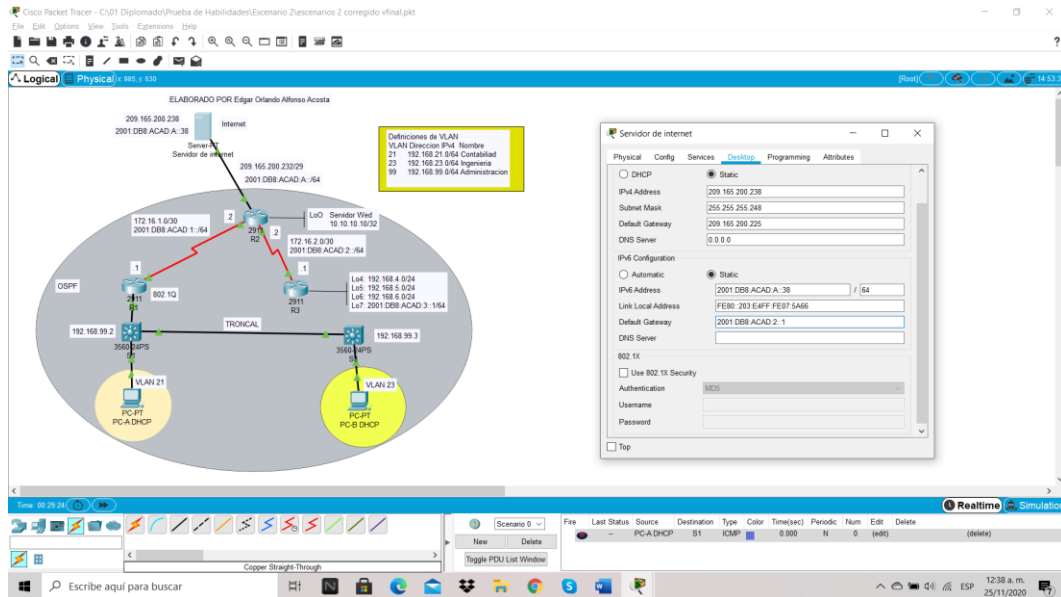 Cisco Packet Tracer - C:\01 Diplomado\Prueba de Habilidades\Escenario 2\escenarios 2 corregido vfinal.pkt
File Edit Options View Tools Extensions Help
Logical Physical x: 985, y: 630
[Root] 14:53:3
ELABORADO POR Edgar Orlando Alfonso Acosta
209.165.200.238
2001:DB8:ACAD:A::38
Internet
Server-PT
Servidor de internet
209.165.200.232/29
2001:DB8:ACAD:A::/64
Definiciones de VLAN
VLAN Direccion IPv4 Nombre
21 192.168.21.0/64 Contabiliad
23 192.168.23.0/64 Ingenieria
99 192.168.99.0/64 Administracion
172.16.1.0/30
2001:DB8:ACAD:1::/64
.2
2911
R2
.2
LoO Senidor Wed
10.10.10.10/32
172.16.2.0/30
2001:DB8:ACAD:2::/64
OSPF
.1
2911
R1
802.1Q
.1
2911
R3
Lo4: 192.168.4.0/24
Lo5: 192.168.5.0/24
Lo6: 192.168.6.0/24
Lo7: 2001:DB8:ACAD:3::1/64
192.168.99.2
3560-24PS
S1
TRONCAL
3560-24PS
S3
192.168.99.3
VLAN 21
PC-PT
PC-A DHCP
VLAN 23
PC-PT
PC-B DHCP
Servidor de internet
Physical Config Services Desktop Programming Attributes
DHCP Static
IPv4 Address 209.165.200.238
Subnet Mask 255.255.255.248
Default Gateway 209.165.200.225
DNS Server 0.0.0.0
IPv6 Configuration
Automatic Static
IPv6 Address 2001:DB8:ACAD:A::38 / 64
Link Local Address FE80::203:E4FF:FE07:5A66
Default Gateway 2001:DB8:ACAD:2::1
DNS Server
802.1X
Use 802.1X Security
Authentication MD5
Username
Password
Top
Time: 00:29:24
Realtime Simulation
Scenario 0
New Delete
Toggle PDU List Window
Fire Last Status Source Destination Type Color Time(sec) Periodic Num Edit Delete
-- PC-A DHCP S1 ICMP 0.000 N 0 (edit) (delete)
Copper Straight-Through
Escribe aquí para buscar
ESP
12:38 a. m.
25/11/2020